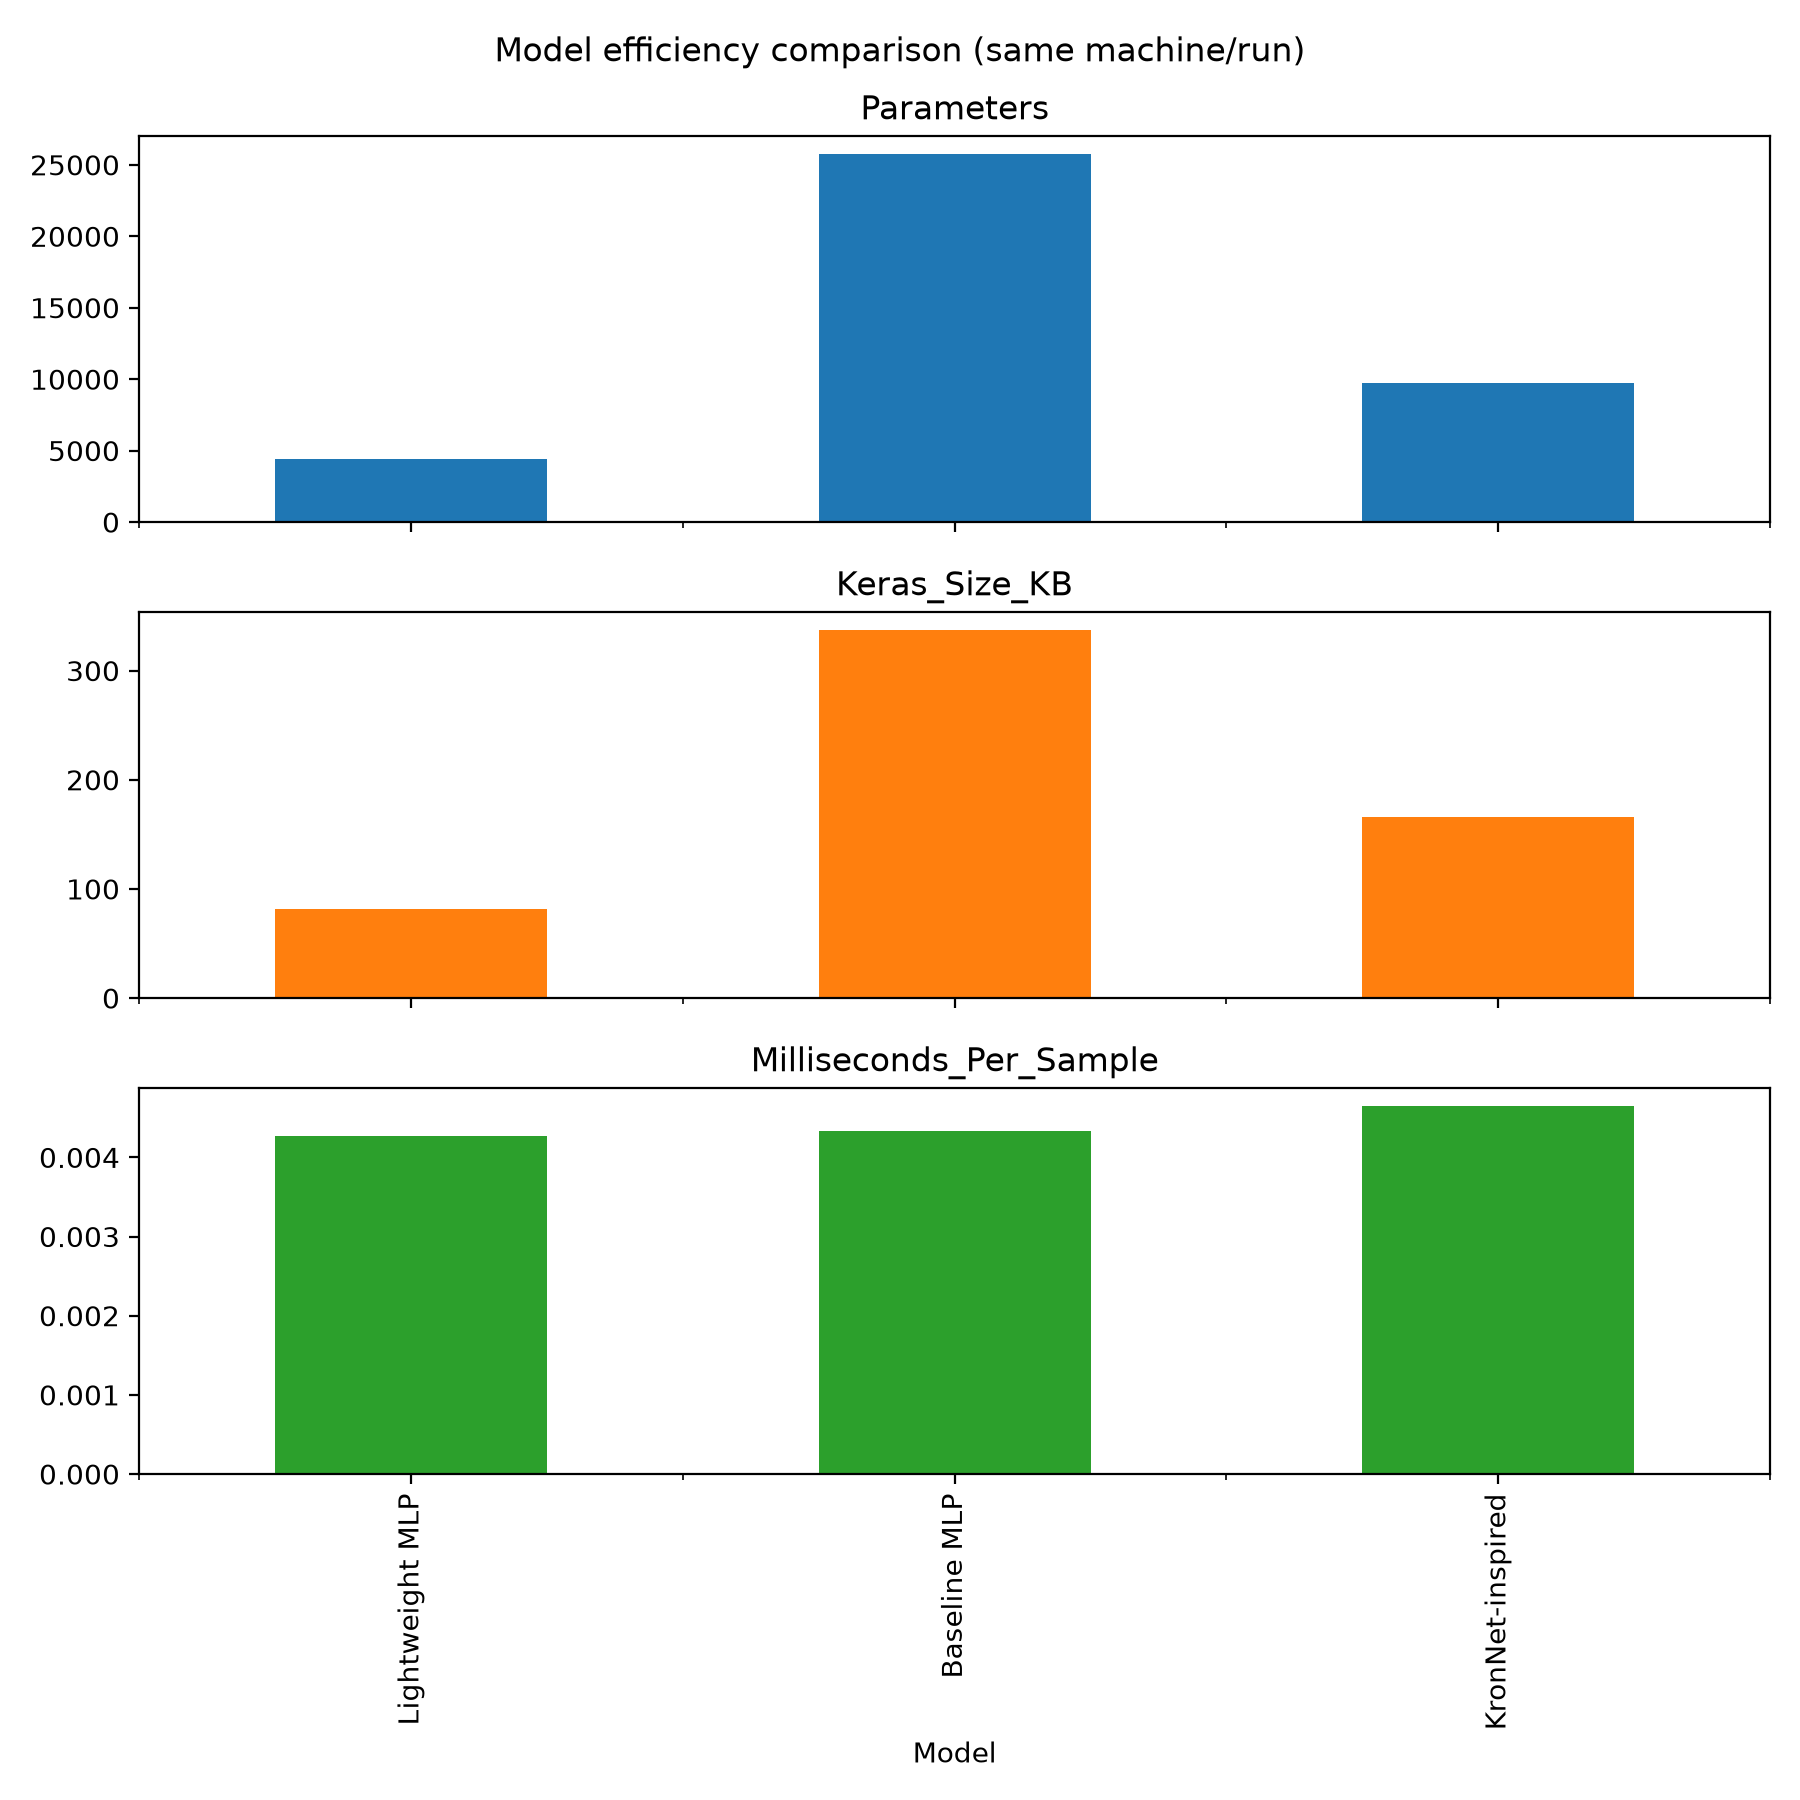 Model efficiency comparison (same machine/run)
Parameters
25000
20000
15000
10000
5000
0
Keras_Size_KB
300
200
100
0
Milliseconds_Per_Sample
0.004
0.003
0.002
0.001
0.000
Lightweight MLP
Baseline MLP
KronNet-inspired
Model